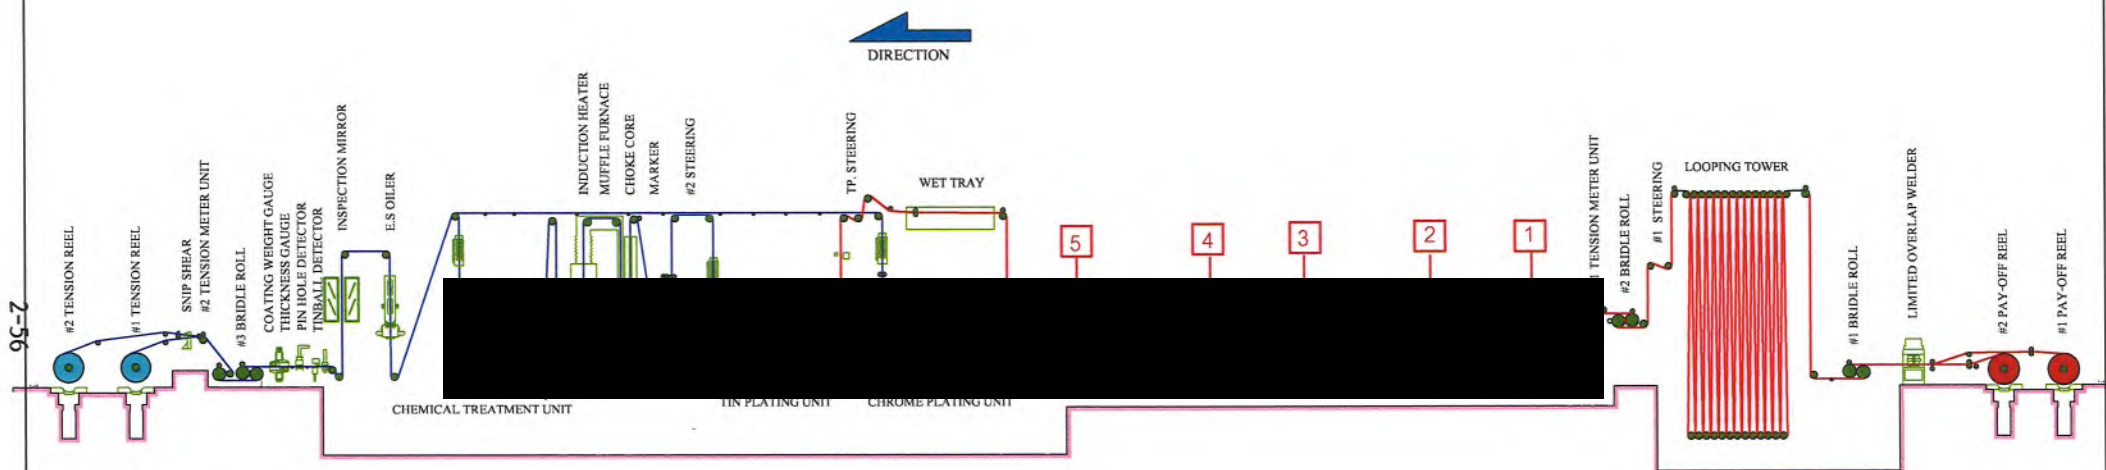 DIRECTION
#2 TENSION REEL
#1 TENSION REEL
SNIP SHEAR
#2 TENSION METER UNIT
#3 BRIDLE ROLL
COATING WEIGHT GAUGE
THICKNESS GAUGE
PIN HOLE DETECTOR
TINBALL DETECTOR
INSPECTION MIRROR
E.S OILER
INDUCTION HEATER
MUFFLE FURNACE
CHOKE CORE
MARKER
#2 STEERING
TP. STEERING
WET TRAY
5
4
3
2
1
TENSION METER UNIT
#2 BRIDLE ROLL
#1 STEERING
LOOPING TOWER
#1 BRIDLE ROLL
LIMITED OVERLAP WELDER
#2 PAY-OFF REEL
#1 PAY-OFF REEL
CHEMICAL TREATMENT UNIT
TIN PLATING UNIT
CHROME PLATING UNIT
2-56